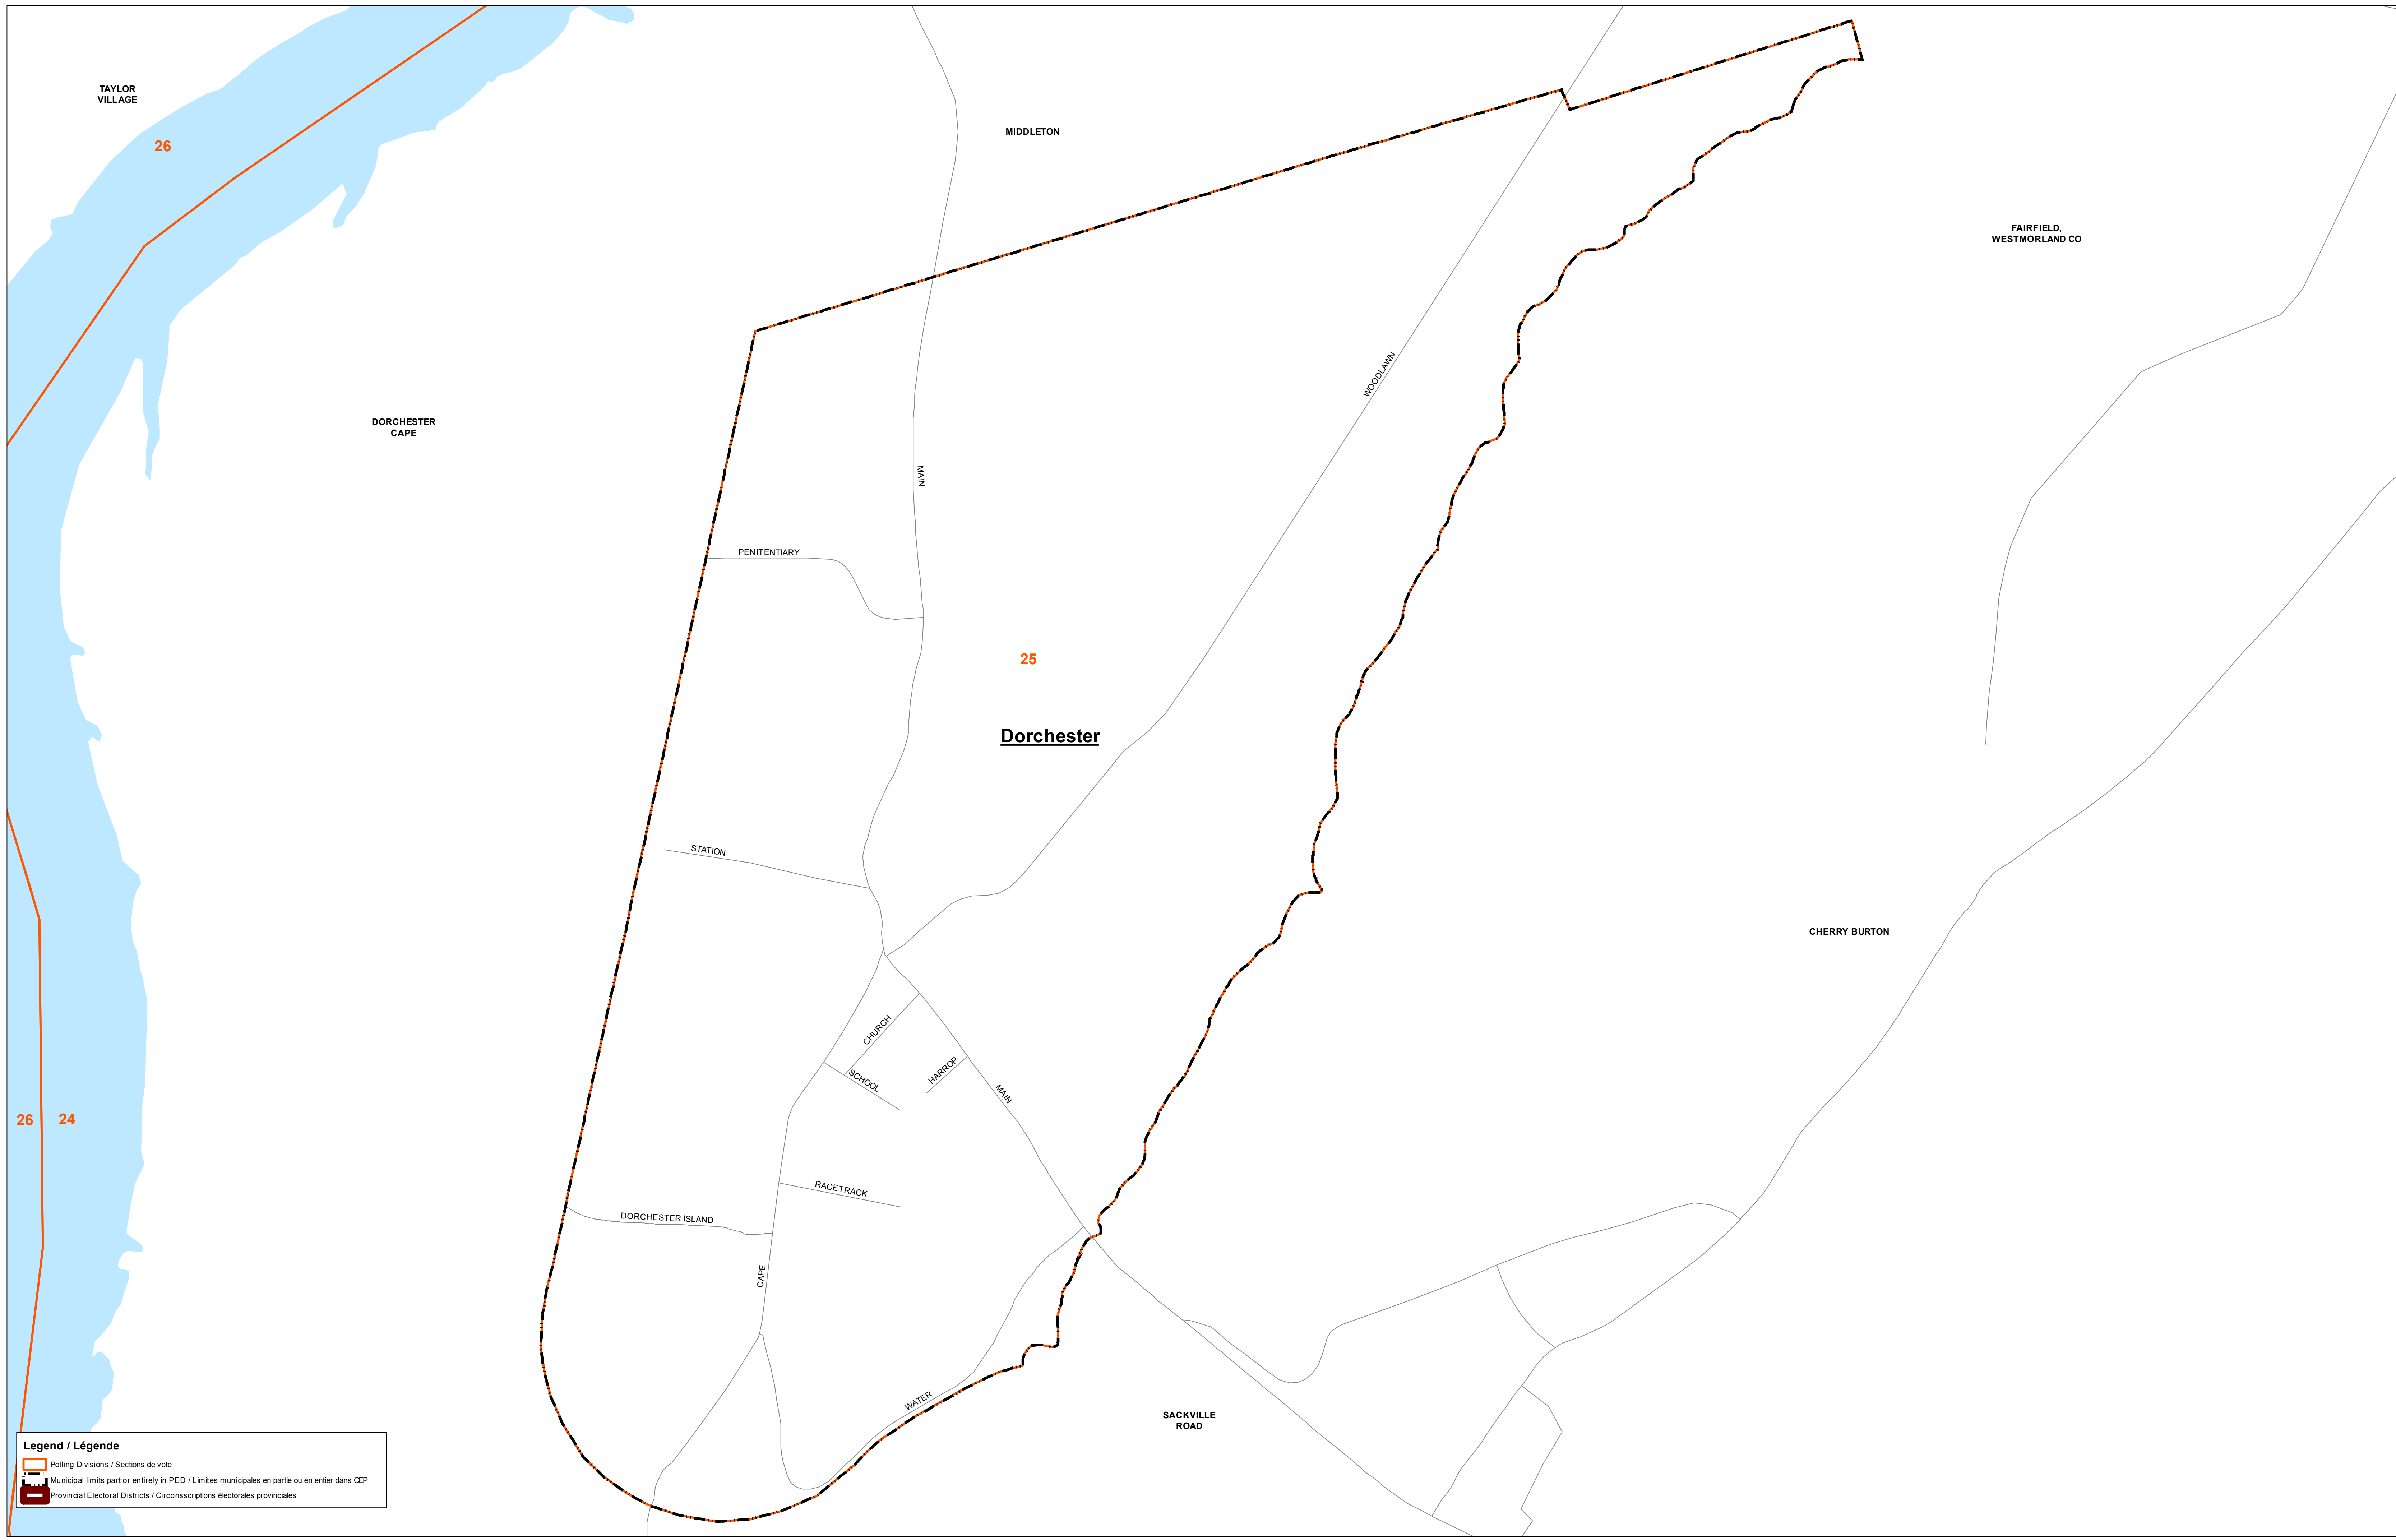 TAYLOR
VILLAGE
26
MIDDLETON
FAIRFIELD,
WESTMORLAND CO
DORCHESTER
CAPE
WOODLAWN
MAIN
PENITENTIARY
25
Dorchester
STATION
CHERRY BURTON
CHURCH
SCHOOL
HARROP
MAIN
26
24
RACETRACK
DORCHESTER ISLAND
CAPE
WATER
SACKVILLE
ROAD
Legend / Légende
Polling Divisions / Sections de vote
Municipal limits part or entirely in PED / Limites municipales en partie ou en entier dans CEP
Provincial Electoral Districts / Circonsscriptions électorales provinciales